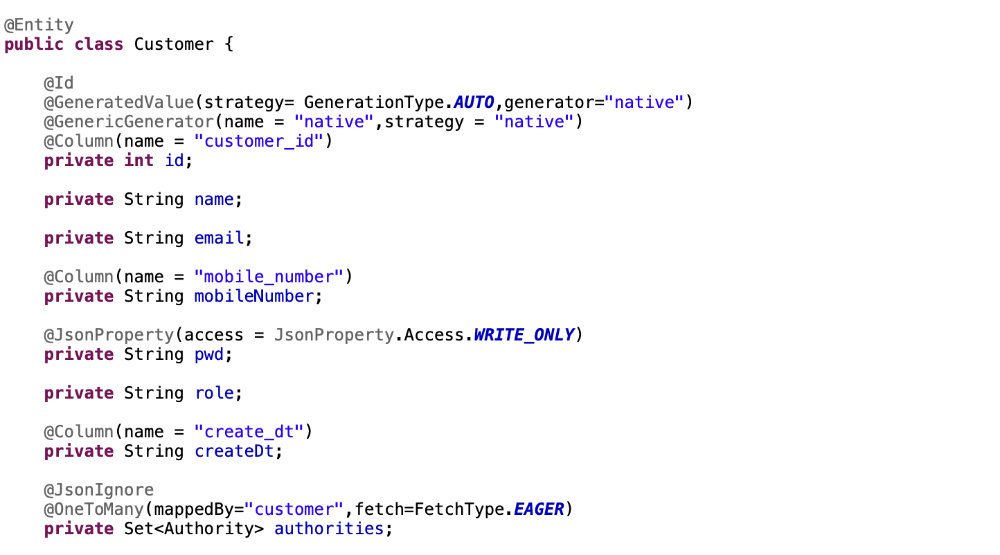 @Entity
public class Customer {
@Id
@GeneratedValue(strategy= GenerationType.AUTO,generator="native")
@GenericGenerator(name = "native",strategy = "native")
@Column(name = "customer_id")
private int id;
private String name;
private String email;
@Column(name = "mobile_number")
private String mobileNumber;
@JsonProperty(access = JsonProperty.Access.WRITE_ONLY)
private String pwd;
private String role;
@Column(name = "create_dt")
private String createDt;
@JsonIgnore
@OneToMany(mappedBy="customer",fetch=FetchType.EAGER)
private Set<Authority> authorities;